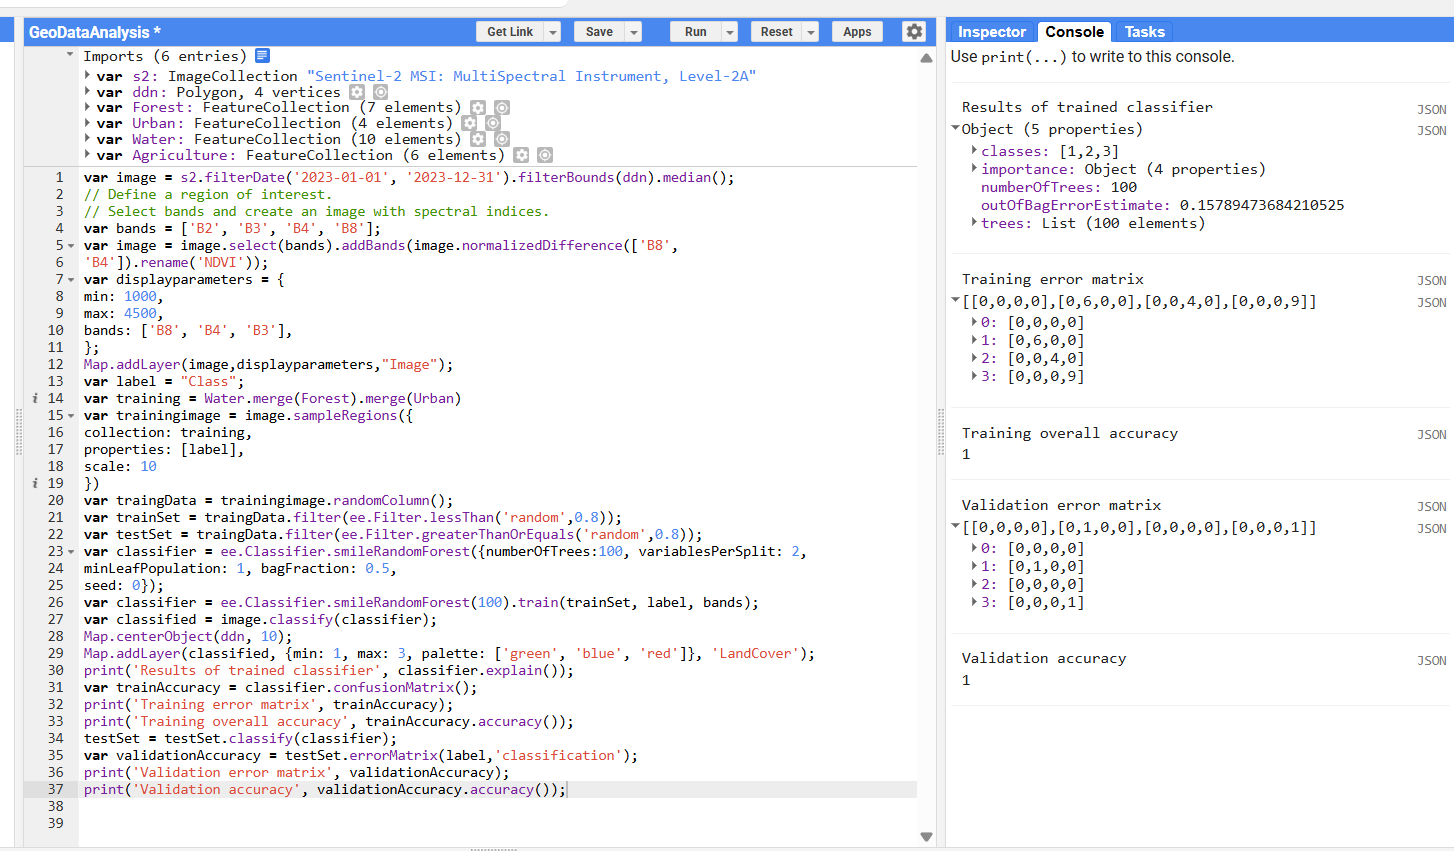 GeoDataAnalysis *
Get Link
Save
Run
Reset
Apps
Imports (6 entries)
var s2: ImageCollection "Sentinel-2 MSI: MultiSpectral Instrument, Level-2A"
var ddn: Polygon, 4 vertices
var Forest: FeatureCollection (7 elements)
var Urban: FeatureCollection (4 elements)
var Water: FeatureCollection (10 elements)
var Agriculture: FeatureCollection (6 elements)
1 var image = s2.filterDate('2023-01-01', '2023-12-31').filterBounds(ddn).median();
2 // Define a region of interest.
3 // Select bands and create an image with spectral indices.
4 var bands = ['B2', 'B3', 'B4', 'B8'];
5 var image = image.select(bands).addBands(image.normalizedDifference(['B8',
6 'B4']).rename('NDVI'));
7 var displayparameters = {
8 min: 1000,
9 max: 4500,
10 bands: ['B8', 'B4', 'B3'],
11 };
12 Map.addLayer(image,displayparameters,"Image");
13 var label = "Class";
i 14 var training = Water.merge(Forest).merge(Urban)
15 var trainingimage = image.sampleRegions({
16 collection: training,
17 properties: [label],
18 scale: 10
i 19 })
20 var traingData = trainingimage.randomColumn();
21 var trainSet = traingData.filter(ee.Filter.lessThan('random',0.8));
22 var testSet = traingData.filter(ee.Filter.greaterThanOrEquals('random',0.8));
23 var classifier = ee.Classifier.smileRandomForest({numberOfTrees:100, variablesPerSplit: 2,
24 minLeafPopulation: 1, bagFraction: 0.5,
25 seed: 0});
26 var classifier = ee.Classifier.smileRandomForest(100).train(trainSet, label, bands);
27 var classified = image.classify(classifier);
28 Map.centerObject(ddn, 10);
29 Map.addLayer(classified, {min: 1, max: 3, palette: ['green', 'blue', 'red']}, 'LandCover');
30 print('Results of trained classifier', classifier.explain());
31 var trainAccuracy = classifier.confusionMatrix();
32 print('Training error matrix', trainAccuracy);
33 print('Training overall accuracy', trainAccuracy.accuracy());
34 testSet = testSet.classify(classifier);
35 var validationAccuracy = testSet.errorMatrix(label,'classification');
36 print('Validation error matrix', validationAccuracy);
37 print('Validation accuracy', validationAccuracy.accuracy());
38
39
Inspector
Console
Tasks
Use print(...) to write to this console.
Results of trained classifier JSON
Object (5 properties) JSON
classes: [1,2,3]
importance: Object (4 properties)
numberOfTrees: 100
outOfBagErrorEstimate: 0.15789473684210525
trees: List (100 elements)
Training error matrix JSON
[[0,0,0,0],[0,6,0,0],[0,0,4,0],[0,0,0,9]] JSON
0: [0,0,0,0]
1: [0,6,0,0]
2: [0,0,4,0]
3: [0,0,0,9]
Training overall accuracy JSON
1
Validation error matrix JSON
[[0,0,0,0],[0,1,0,0],[0,0,0,0],[0,0,0,1]] JSON
0: [0,0,0,0]
1: [0,1,0,0]
2: [0,0,0,0]
3: [0,0,0,1]
Validation accuracy JSON
1